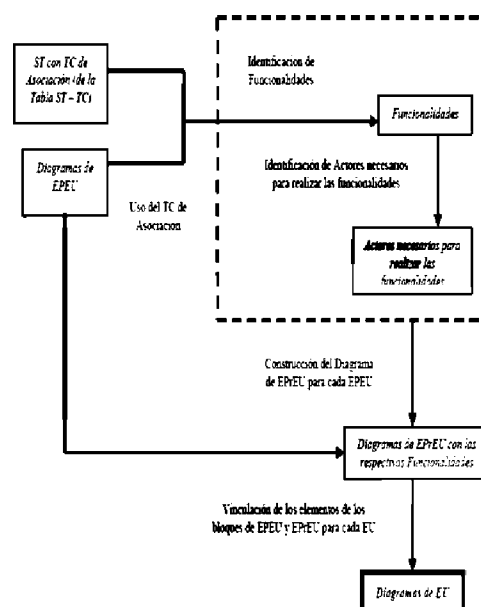 ST con TC de
Asociación (de la
Tabla ST – TC)
Identificacion de
Funcionalidades
Funcionalidades
Diagramas de
EPEU
Identificación de Actores necesarios
para realizar las funcionalidades
Uso del TC de
Asociacion
Actores necesarios para
realizar las
funcionalidades
Construcción del Diagrama
de EPrEU para cada EPEU
Diagramas de EPrEU con las
respectivas Funcionalidades
Vinculación de los elementos de los
bloques de EPEU y EPrEU para cada EU
Diagramas de EU